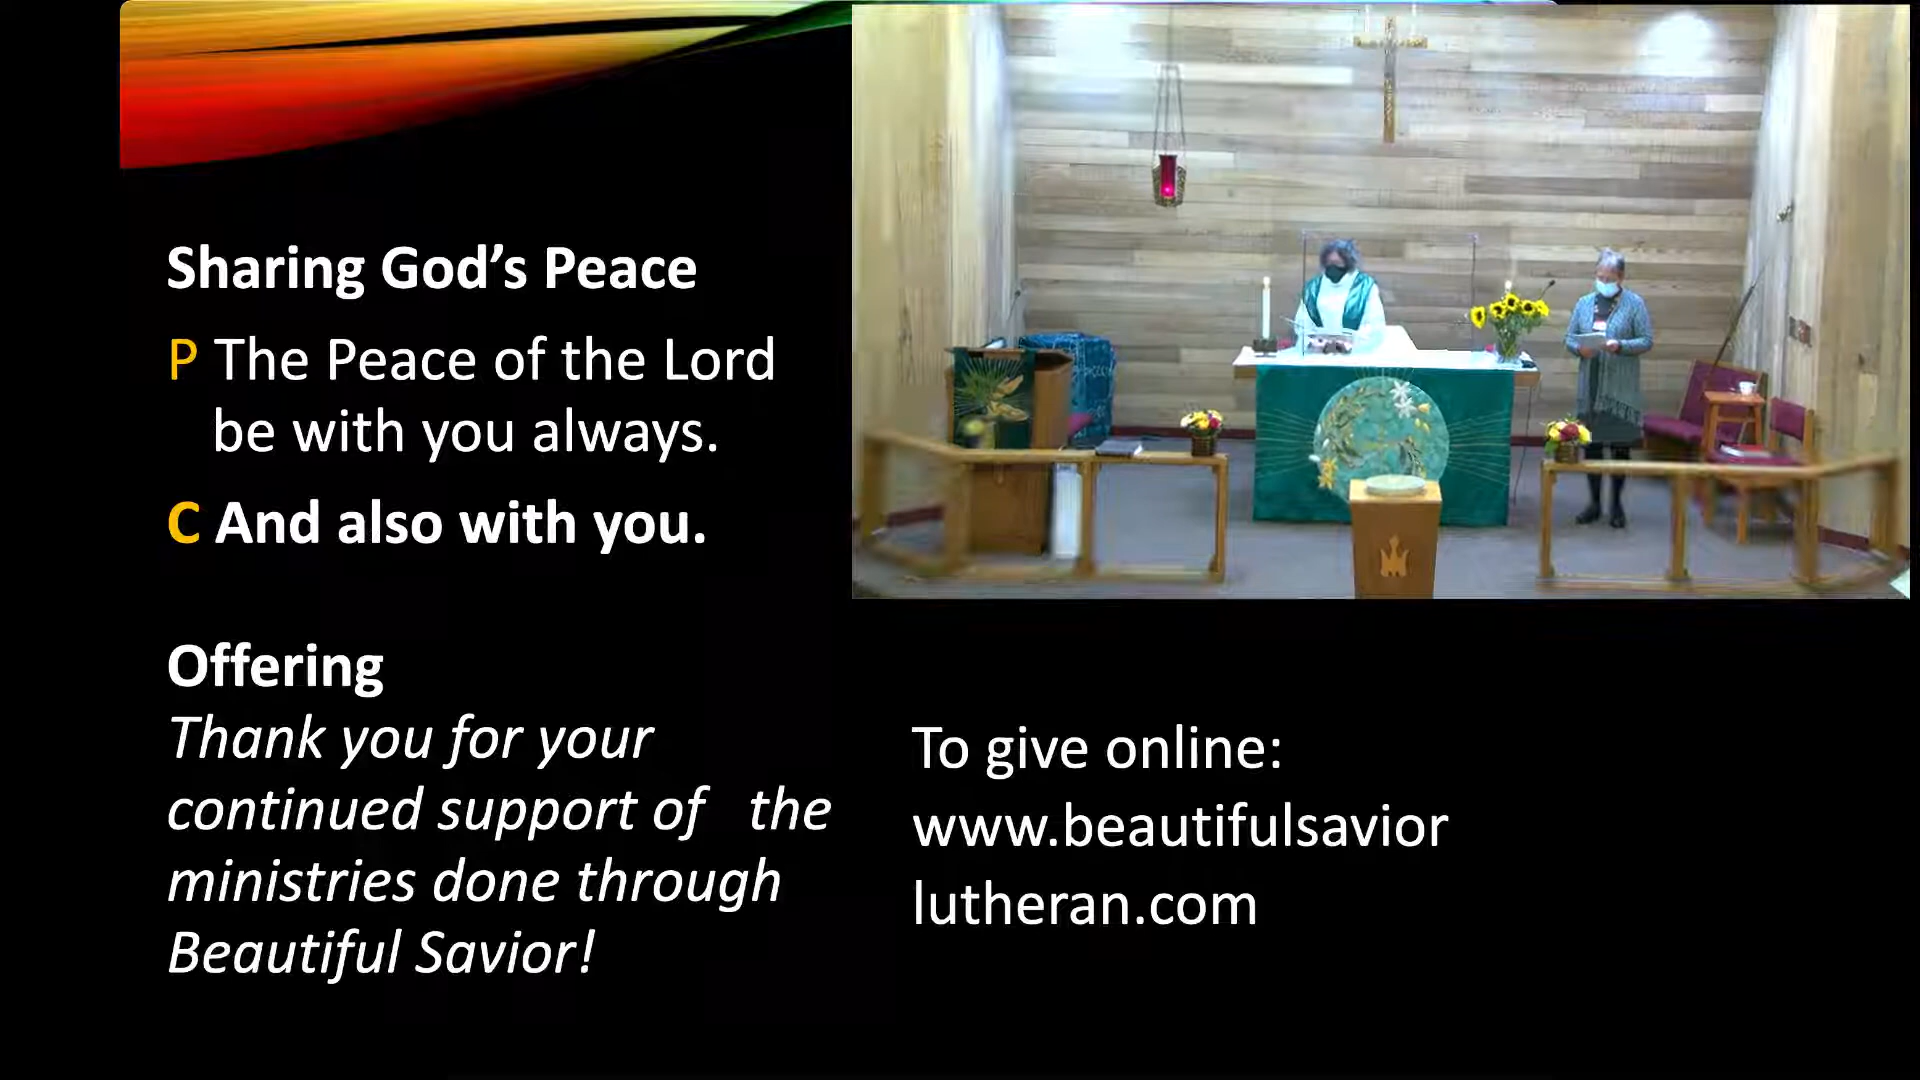 Sharing God's Peace
P The Peace of the Lord
be with you always.
C And also with you.
Offering
Thank you for your
continued support of   the
ministries done through
Beautiful Savior!
To give online:
www.beautifulsavior
lutheran.com